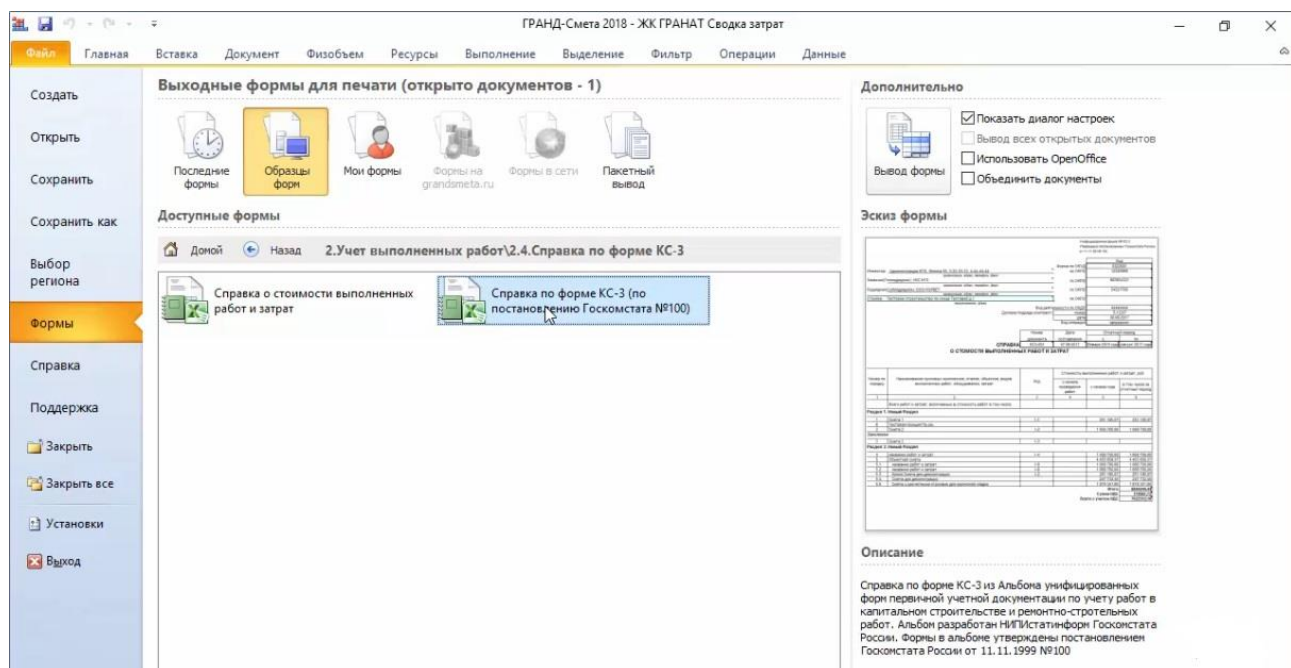 ГРАНД-Смета 2018 - ЖК ГРАНАТ Сводка затрат
Файл Главная Вставка Документ Физобъем Ресурсы Выполнение Выделение Фильтр Операции Данные
Создать
Открыть
Сохранить
Сохранить как
Выбор
региона
Формы
Справка
Поддержка
Закрыть
Закрыть все
Установки
Выход
Выходные формы для печати (открыто документов - 1)
Последние
формы
Образцы
форм
Мои формы
Формы на
grandsmeta.ru
Формы в сети
Пакетный
вывод
Доступные формы
Домой Назад 2.Учет выполненных работ\2.4.Справка по форме КС-3
Справка о стоимости выполненных
работ и затрат
Справка по форме КС-3 (по
постановлению Госкомстата №100)
Дополнительно
Вывод формы
Показать диалог настроек
Вывод всех открытых документов
Использовать OpenOffice
Объединить документы
Эскиз формы
СПРАВКА
О СТОИМОСТИ ВЫПОЛНЕННЫХ РАБОТ И ЗАТРАТ
Описание
Справка по форме КС-3 из Альбома унифицированных
форм первичной учетной документации по учету работ в
капитальном строительстве и ремонтно-стротельных
работ. Альбом разработан НИПИстатинформ Госкомстата
России. Формы в альбоме утверждены постановлением
Госкомстата России от 11.11.1999 №100